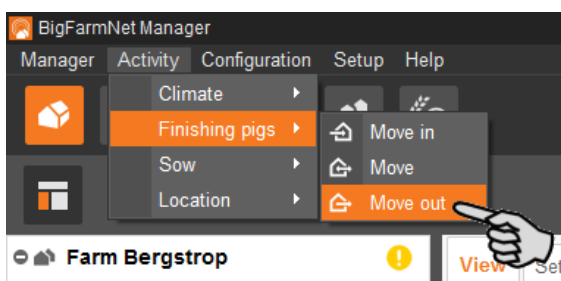 BigFarmNet Manager
Manager Activity Configuration Setup Help
Climate
Finishing pigs
Move in
Sow
Move
Location
Move out
Farm Bergstrop
View